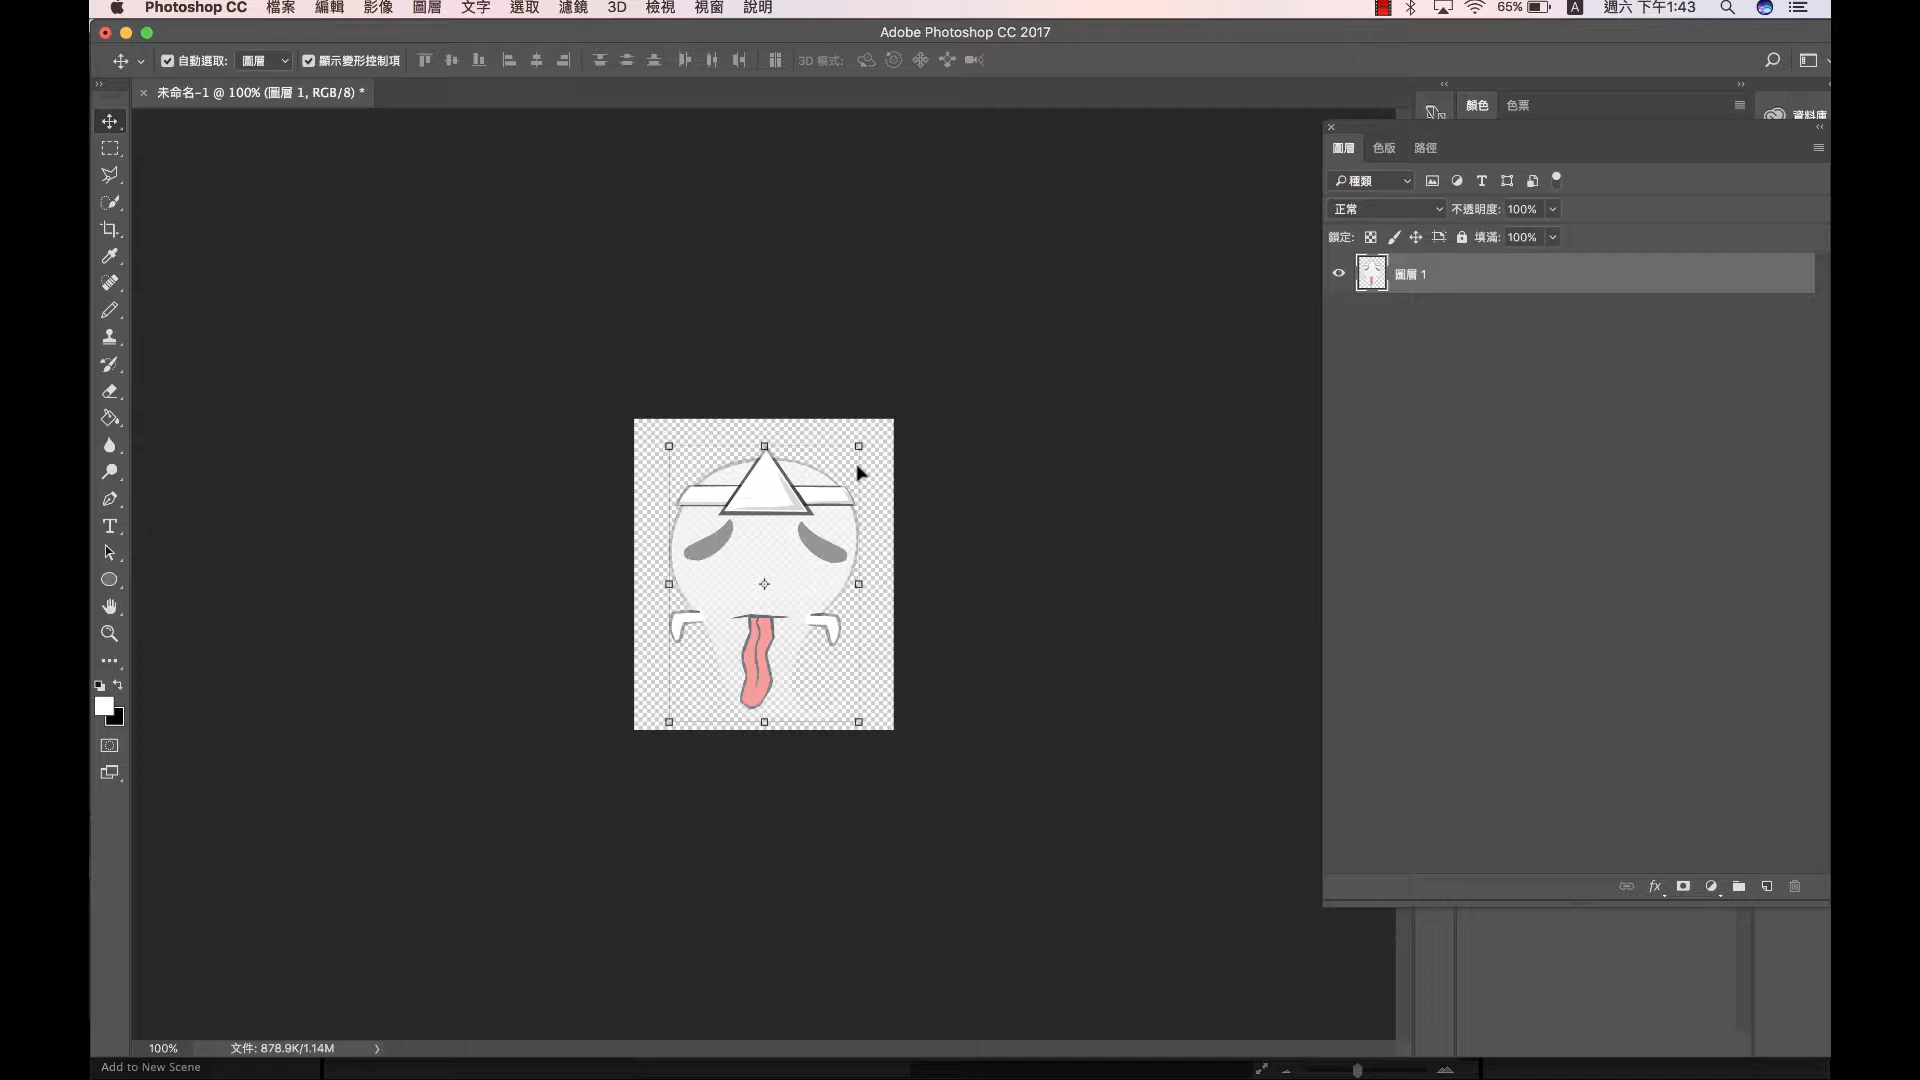 Photoshop CC 檔案 編輯 影像 圖層 文字 選取 濾鏡 3D 檢視 視窗 說明 65% A 週六 下午1:43
Adobe Photoshop CC 2017
自動選取: 圖層 顯示變形控制項 3D 模式:
未命名-1 @ 100% (圖層 1, RGB/8) *
顏色 色票 資料庫
圖層 色版 路徑
種類
正常 不透明度: 100%
鎖定: 填滿: 100%
圖層 1
fx
100% 文件: 878.9K/1.14M
Add to New Scene